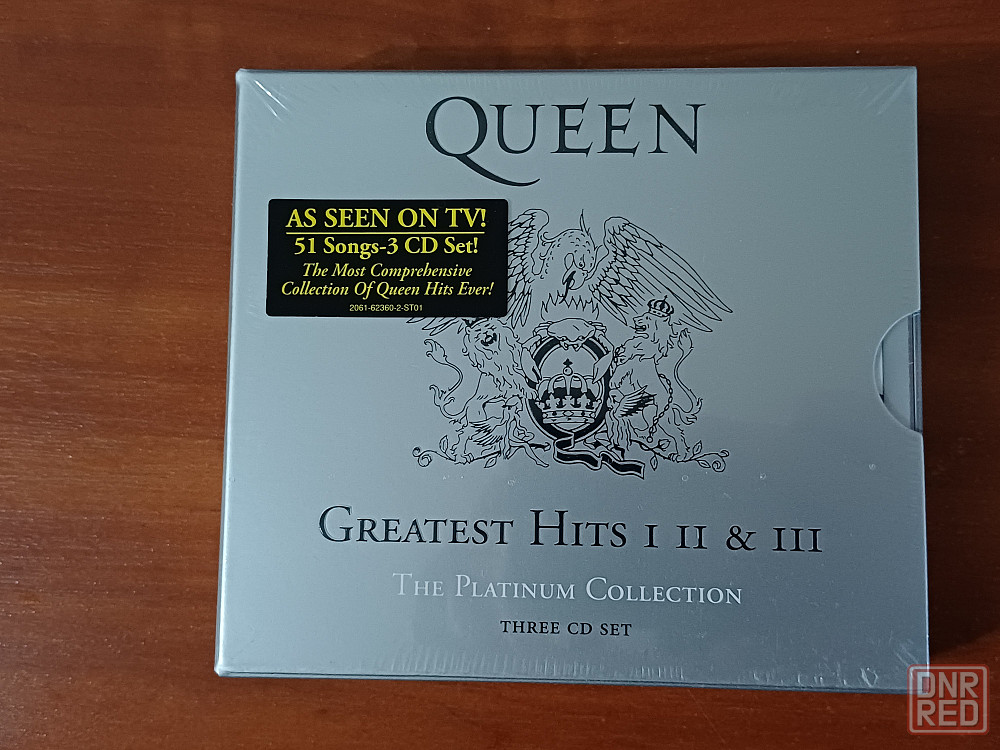 QUEEN
AS SEEN ON TV!
51 Songs-3 CD Set!
The Most Comprehensive
Collection Of Queen Hits Ever!
2061-62360-2-ST01
GREATEST HITS I II & III
THE PLATINUM COLLECTION
THREE CD SET
DNR
RED